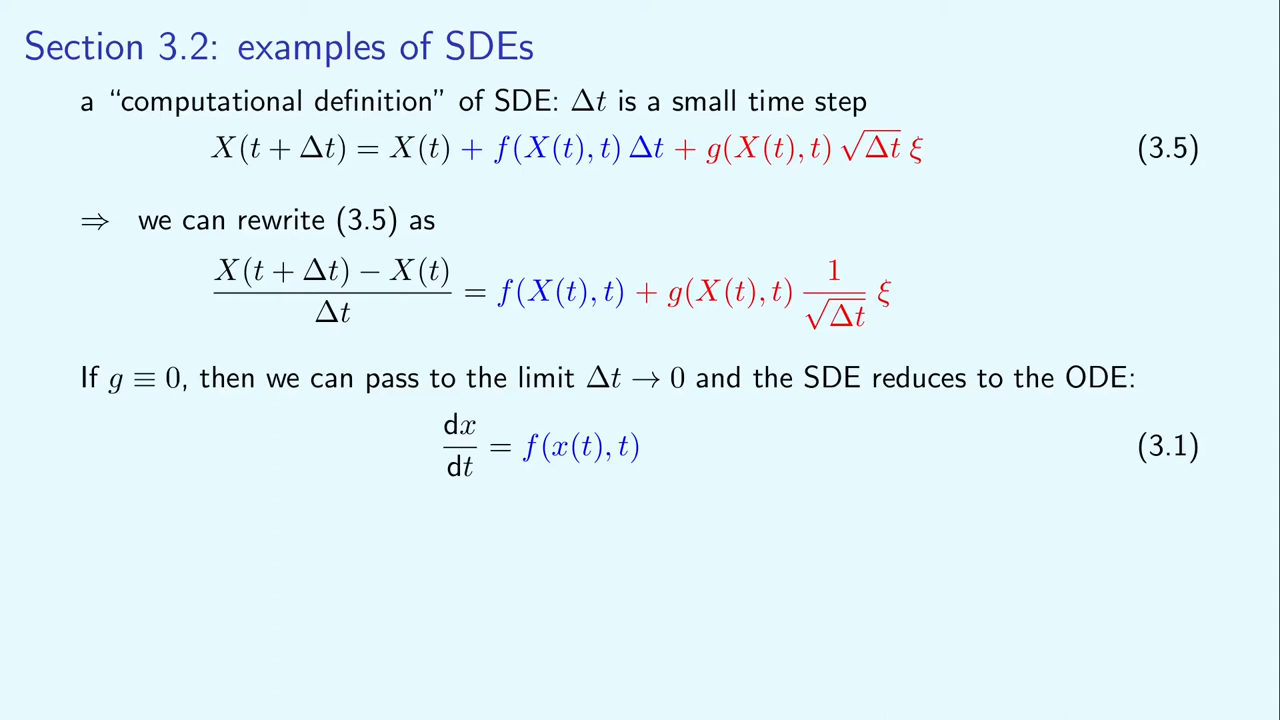 Section 3.2: examples of SDEs
a “computational definition” of SDE: Δt is a small time step
X(t + Δt) = X(t) + f(X(t), t) Δt + g(X(t), t) √Δt ξ (3.5)
⇒ we can rewrite (3.5) as
X(t + Δt) − X(t) / Δt = f(X(t), t) + g(X(t), t) 1/√Δt ξ
If g ≡ 0, then we can pass to the limit Δt → 0 and the SDE reduces to the ODE:
dx/dt = f(x(t), t) (3.1)